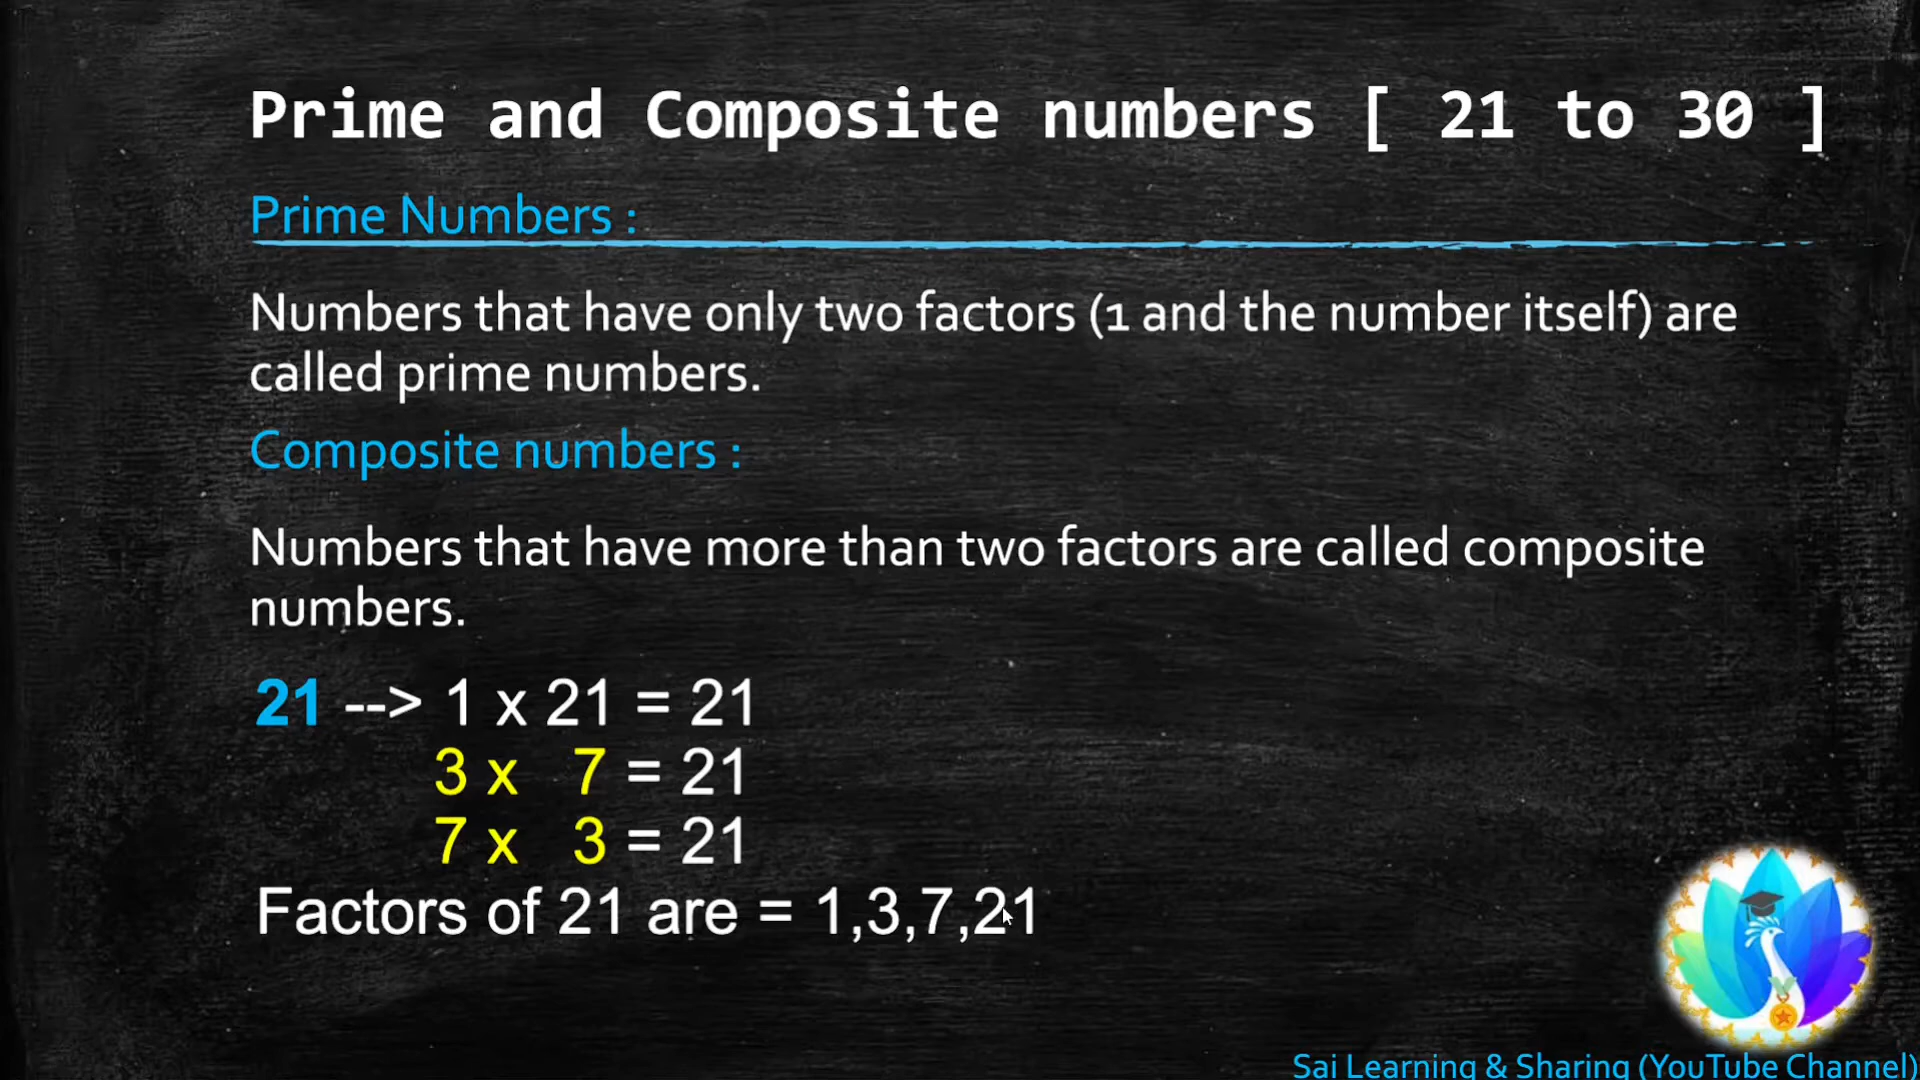 Prime and Composite numbers [ 21 to 30 ]
Prime Numbers :
Numbers that have only two factors (1 and the number itself) are
called prime numbers.
Composite numbers :
Numbers that have more than two factors are called composite
numbers.
21 --> 1 x 21 = 21
3 x 7 = 21
7 x 3 = 21
Factors of 21 are = 1,3,7,21
Sai Learning & Sharing (YouTube Channel)